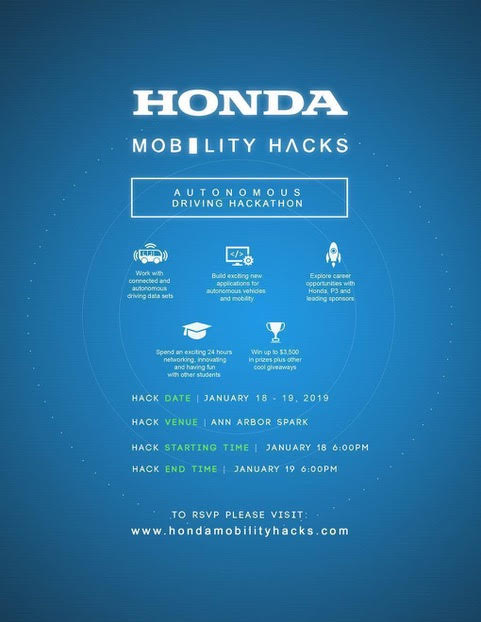 HONDA
MOBILITY HACKS
AUTONOMOUS
DRIVING HACKATHON
Work with
connected and
autonomous
driving data sets
Build exciting new
applications for
autonomous vehicles
and mobility
Explore career
opportunities with
Honda, P3 and
leading sponsors
Spend an exciting 24 hours
networking, innovating
and having fun
with other students
Win up to $3,500
in prizes plus other
cool giveaways
HACK DATE | JANUARY 18 - 19, 2019
HACK VENUE | ANN ARBOR SPARK
HACK STARTING TIME | JANUARY 18 6:00PM
HACK END TIME | JANUARY 19 6:00PM
TO RSVP PLEASE VISIT:
www.hondamobilityhacks.com